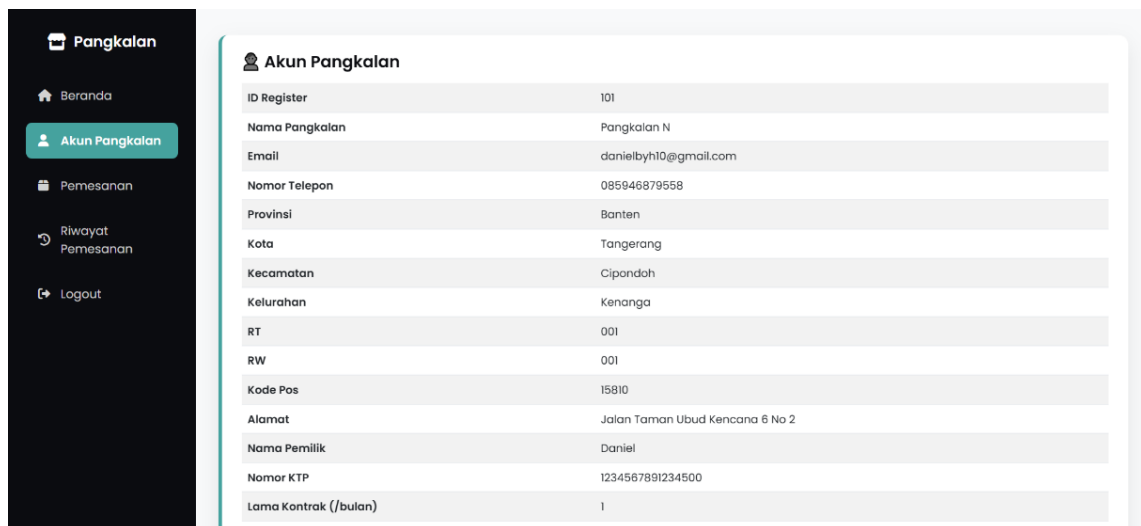 Pangkalan
Beranda
Akun Pangkalan
Pemesanan
Riwayat
Pemesanan
Logout
Akun Pangkalan
ID Register 101
Nama Pangkalan Pangkalan N
Email danielbyh10@gmail.com
Nomor Telepon 085946879558
Provinsi Banten
Kota Tangerang
Kecamatan Cipondoh
Kelurahan Kenanga
RT 001
RW 001
Kode Pos 15810
Alamat Jalan Taman Ubud Kencana 6 No 2
Nama Pemilik Daniel
Nomor KTP 1234567891234500
Lama Kontrak (/bulan) 1